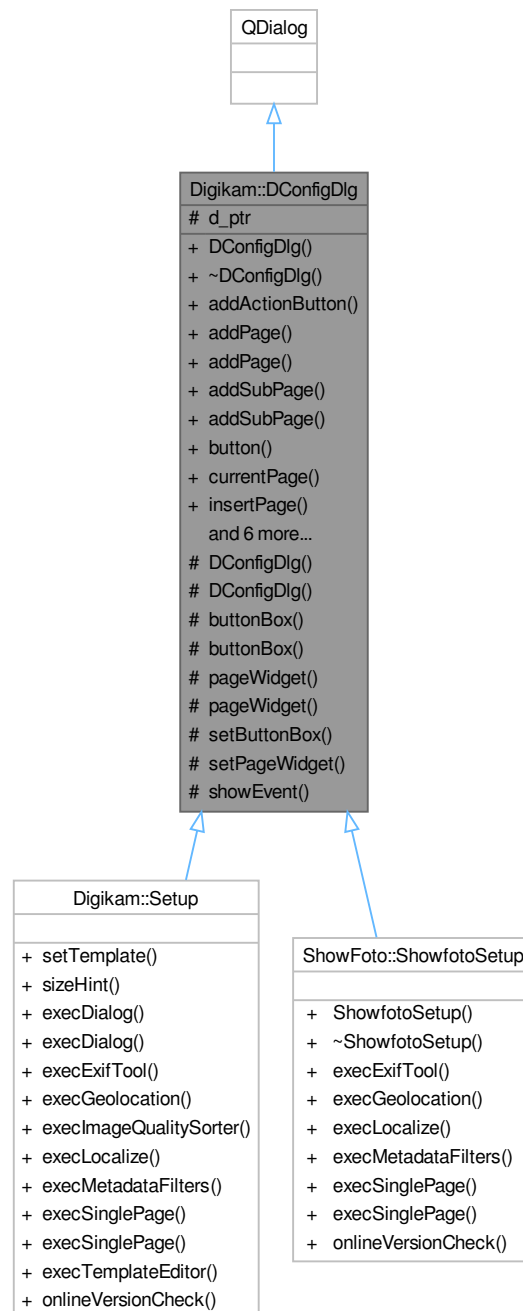 QDialog
Digikam::DConfigDlg
# d_ptr
+ DConfigDlg()
+ ~DConfigDlg()
+ addActionButton()
+ addPage()
+ addPage()
+ addSubPage()
+ addSubPage()
+ button()
+ currentPage()
+ insertPage()
and 6 more...
# DConfigDlg()
# DConfigDlg()
# buttonBox()
# buttonBox()
# pageWidget()
# pageWidget()
# setButtonBox()
# setPageWidget()
# showEvent()
Digikam::Setup
+ setTemplate()
+ sizeHint()
+ execDialog()
+ execDialog()
+ execExifTool()
+ execGeolocation()
+ execImageQualitySorter()
+ execLocalize()
+ execMetadataFilters()
+ execSinglePage()
+ execSinglePage()
+ execTemplateEditor()
+ onlineVersionCheck()
ShowFoto::ShowfotoSetup
+ ShowfotoSetup()
+ ~ShowfotoSetup()
+ execExifTool()
+ execGeolocation()
+ execLocalize()
+ execMetadataFilters()
+ execSinglePage()
+ execSinglePage()
+ onlineVersionCheck()